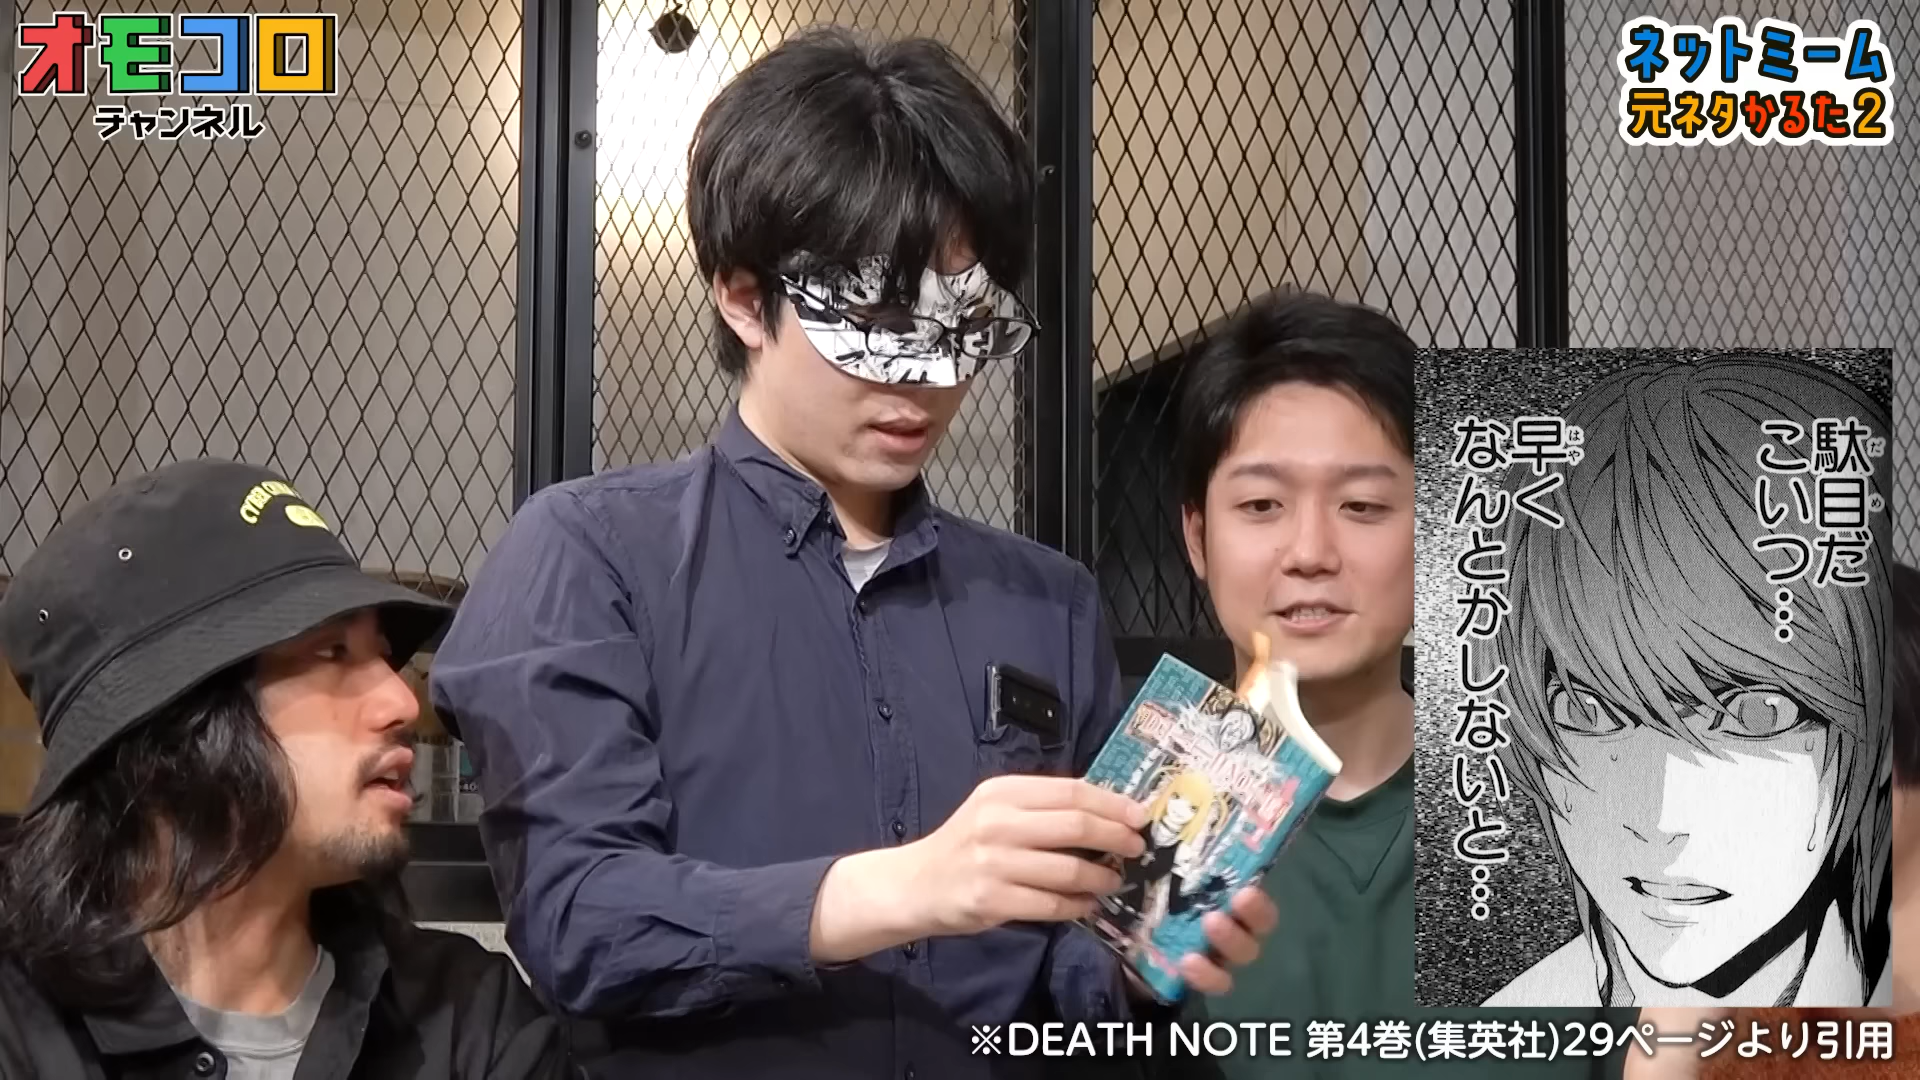 オモコロ
チャンネル
ネットミーム
元ネタかるた2
駄目だ
こいつ…
早く
なんとかしないと…
※DEATH NOTE 第4巻(集英社)29ページより引用